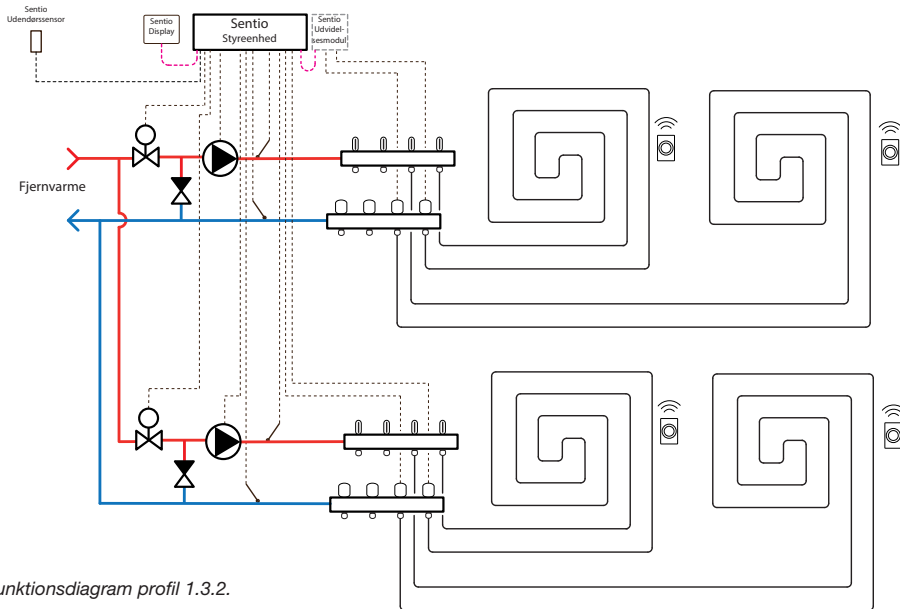 Sentio
Udendørssensor
Sentio
Display
Sentio
Styreenhed
Sentio
Udvidel-
sesmodul
Fjernvarme
unktionsdiagram profil 1.3.2.